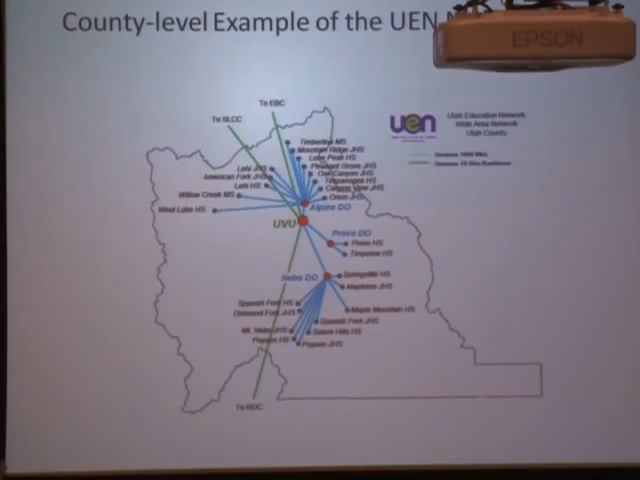 County-level Example of the UEN
EPSON
To EBC
To SLCC
uen
Utah Education Network
Wide Area Network
Utah County
Timberline MS
Mountain Ridge JHS
Lone Peak HS
Pleasant Grove JHS
Oak Canyon JHS
Timpanogos HS
Canyon View JHS
Orem JHS
Lehi JHS
American Fork JHS
Lehi HS
Willow Creek MS
West Lake HS
Alpine DO
UVU
Provo DO
Provo HS
Timpview HS
Nebo DO
Springville HS
Mapleton JHS
Spanish Fork HS
Diamond Fork JHS
Maple Mountain HS
Spanish Fork JHS
Mt. Nebo JHS
Salem Hills HS
Payson HS
Payson JHS